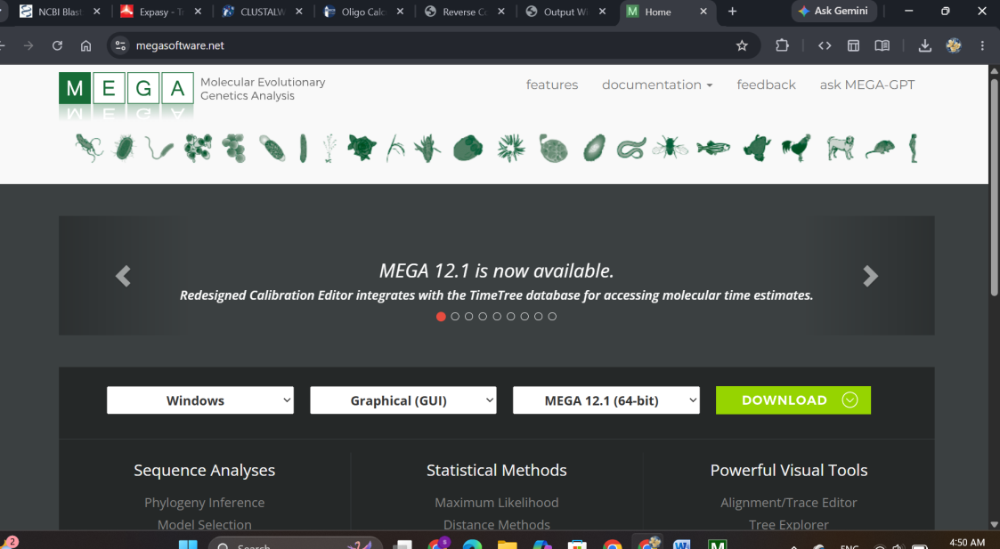 NCBI Blast
Expasy - Tr
CLUSTALW
Oligo Calc
Reverse Co
Output Wi
Home
Ask Gemini
megasoftware.net
M E G A
Molecular Evolutionary
Genetics Analysis
features
documentation
feedback
ask MEGA-GPT
MEGA 12.1 is now available.
Redesigned Calibration Editor integrates with the TimeTree database for accessing molecular time estimates.
Windows
Graphical (GUI)
MEGA 12.1 (64-bit)
DOWNLOAD
Sequence Analyses
Statistical Methods
Powerful Visual Tools
Phylogeny Inference
Maximum Likelihood
Alignment/Trace Editor
Model Selection
Distance Methods
Tree Explorer
2
Search
6
M
ENG
4:50 AM